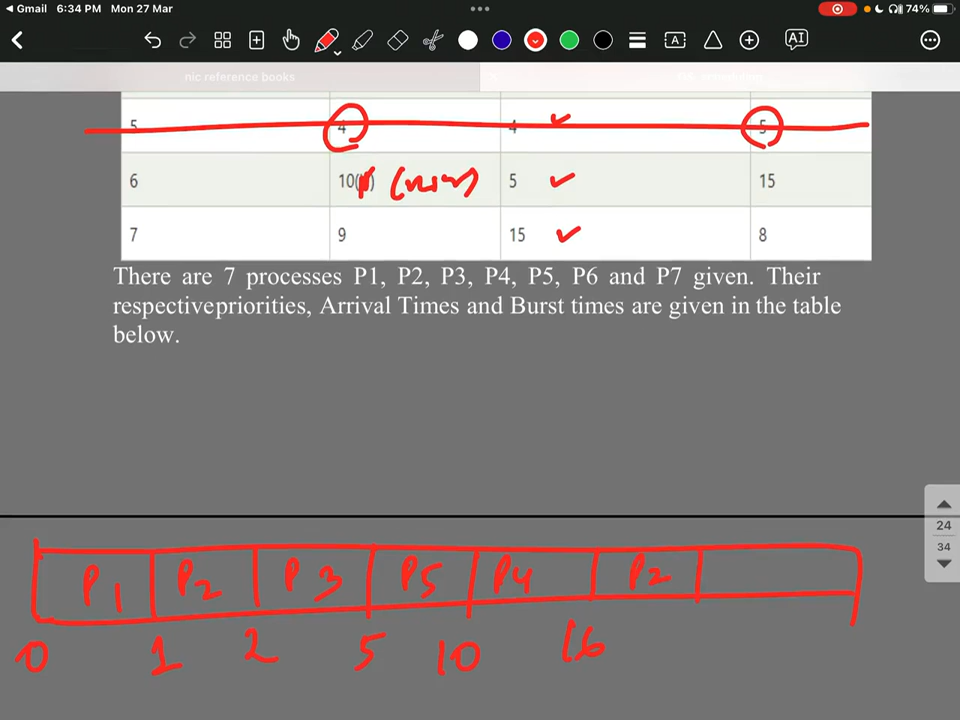 Gmail 6:34 PM Mon 27 Mar 74%
A AI
nic reference books
5 4 4 5
6 10 5 15
7 9 15 8
There are 7 processes P1, P2, P3, P4, P5, P6 and P7 given. Their
respectivepriorities, Arrival Times and Burst times are given in the table
below.
24
34
P1 P2 P3 P5 P4 P2
0 1 2 5 10 16